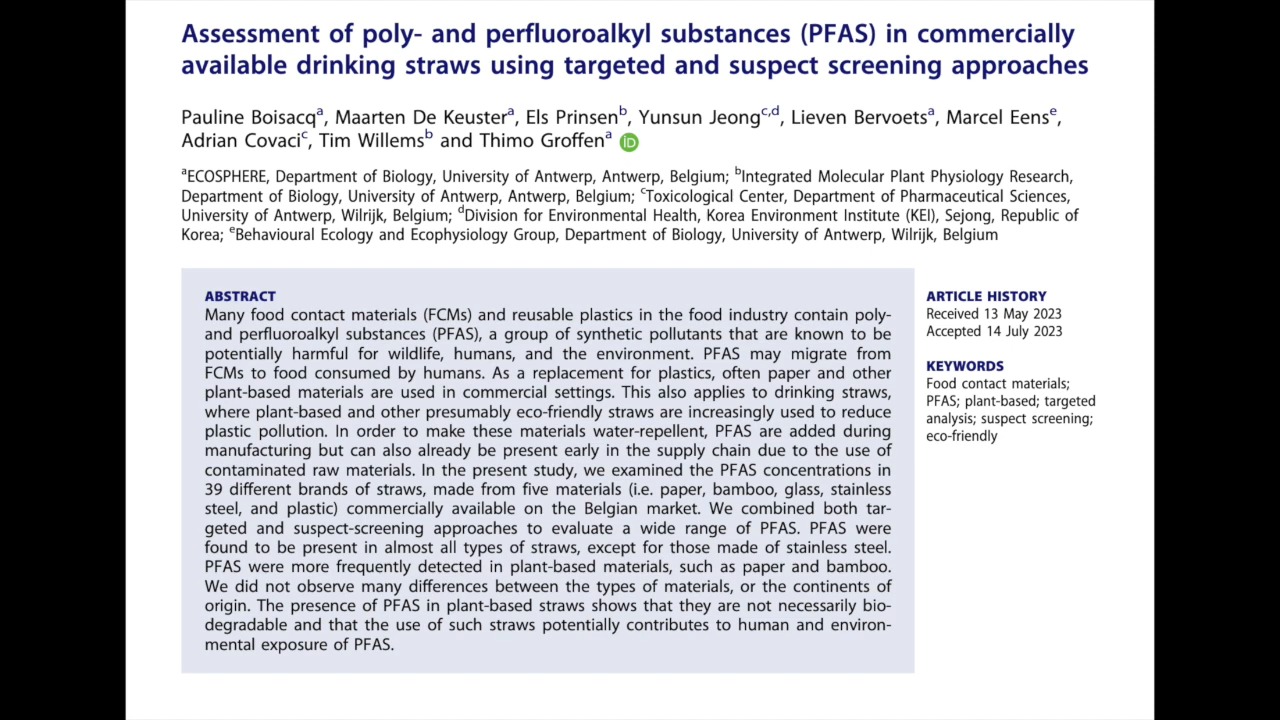 Assessment of poly- and perfluoroalkyl substances (PFAS) in commercially
available drinking straws using targeted and suspect screening approaches
Pauline Boisacqa, Maarten De Keustera, Els Prinsenb, Yunsun Jeongc,d, Lieven Bervoetsa, Marcel Eense,
Adrian Covacic, Tim Willemsb and Thimo Groffena iD
aECOSPHERE, Department of Biology, University of Antwerp, Antwerp, Belgium; bIntegrated Molecular Plant Physiology Research,
Department of Biology, University of Antwerp, Antwerp, Belgium; cToxicological Center, Department of Pharmaceutical Sciences,
University of Antwerp, Wilrijk, Belgium; dDivision for Environmental Health, Korea Environment Institute (KEI), Sejong, Republic of
Korea; eBehavioural Ecology and Ecophysiology Group, Department of Biology, University of Antwerp, Wilrijk, Belgium
ABSTRACT
Many food contact materials (FCMs) and reusable plastics in the food industry contain poly-
and perfluoroalkyl substances (PFAS), a group of synthetic pollutants that are known to be
potentially harmful for wildlife, humans, and the environment. PFAS may migrate from
FCMs to food consumed by humans. As a replacement for plastics, often paper and other
plant-based materials are used in commercial settings. This also applies to drinking straws,
where plant-based and other presumably eco-friendly straws are increasingly used to reduce
plastic pollution. In order to make these materials water-repellent, PFAS are added during
manufacturing but can also already be present early in the supply chain due to the use of
contaminated raw materials. In the present study, we examined the PFAS concentrations in
39 different brands of straws, made from five materials (i.e. paper, bamboo, glass, stainless
steel, and plastic) commercially available on the Belgian market. We combined both tar-
geted and suspect-screening approaches to evaluate a wide range of PFAS. PFAS were
found to be present in almost all types of straws, except for those made of stainless steel.
PFAS were more frequently detected in plant-based materials, such as paper and bamboo.
We did not observe many differences between the types of materials, or the continents of
origin. The presence of PFAS in plant-based straws shows that they are not necessarily bio-
degradable and that the use of such straws potentially contributes to human and environ-
mental exposure of PFAS.
ARTICLE HISTORY
Received 13 May 2023
Accepted 14 July 2023
KEYWORDS
Food contact materials;
PFAS; plant-based; targeted
analysis; suspect screening;
eco-friendly